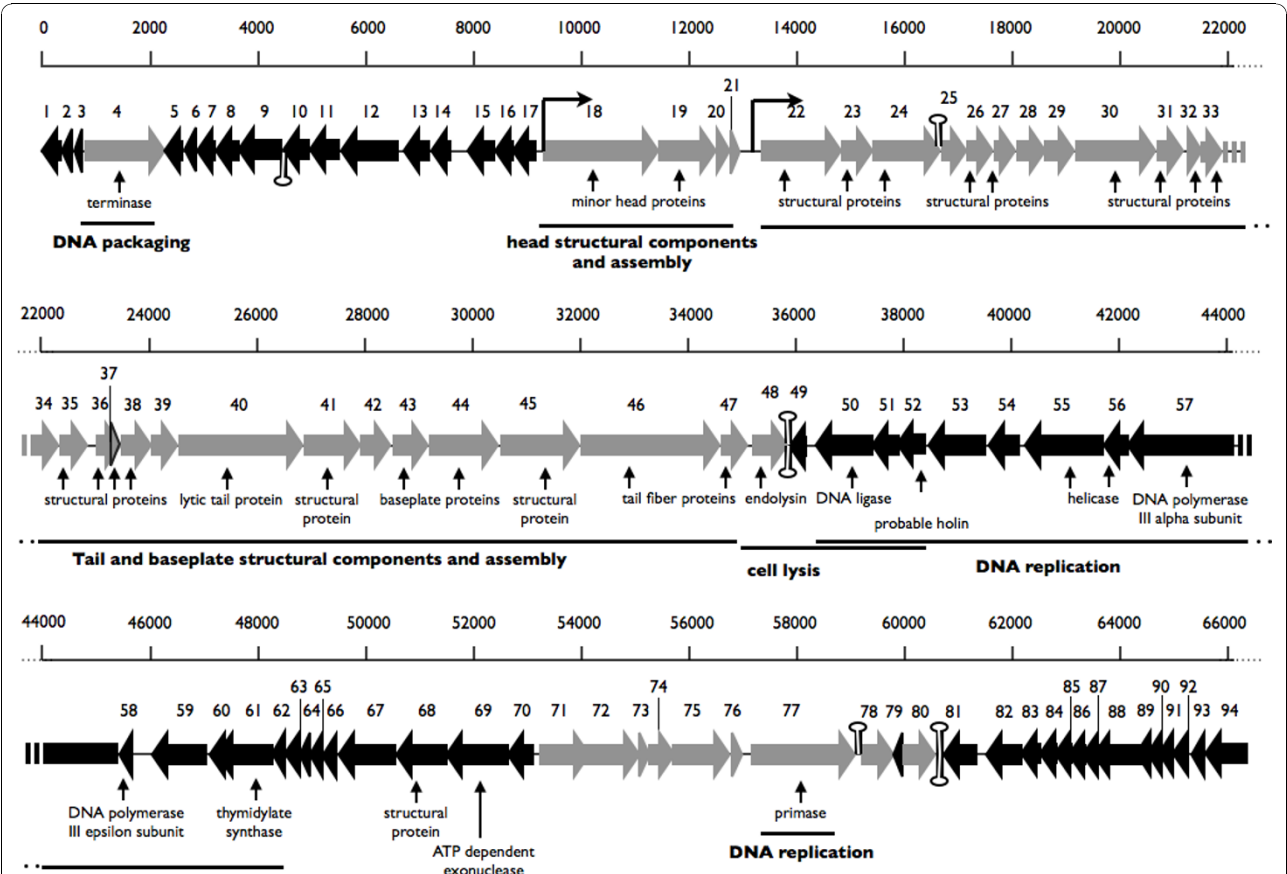 0 2000 4000 6000 8000 10000 12000 14000 16000 18000 20000 22000
21
1 2 3 4 5 6 7 8 9 10 11 12 13 14 15 16 17 18 19 20 22 23 24 25 26 27 28 29 30 31 32 33
terminase minor head proteins structural proteins structural proteins structural proteins
DNA packaging head structural components
and assembly
22000 24000 26000 28000 30000 32000 34000 36000 38000 40000 42000 44000
37
34 35 36 38 39 40 41 42 43 44 45 46 47 48 49 50 51 52 53 54 55 56 57
structural proteins lytic tail protein structural baseplate proteins structural tail fiber proteins endolysin DNA ligase helicase DNA polymerase
protein protein III alpha subunit
probable holin
Tail and baseplate structural components and assembly
cell lysis DNA replication
44000 46000 48000 50000 52000 54000 56000 58000 60000 62000 64000 66000
63 65 74 85 87 90 92
58 59 60 61 62 64 66 67 68 69 70 71 72 73 75 76 77 78 79 80 81 82 83 84 86 88 89 91 93 94
DNA polymerase thymidylate structural primase
III epsilon subunit synthase protein
ATP dependent DNA replication
exonuclease